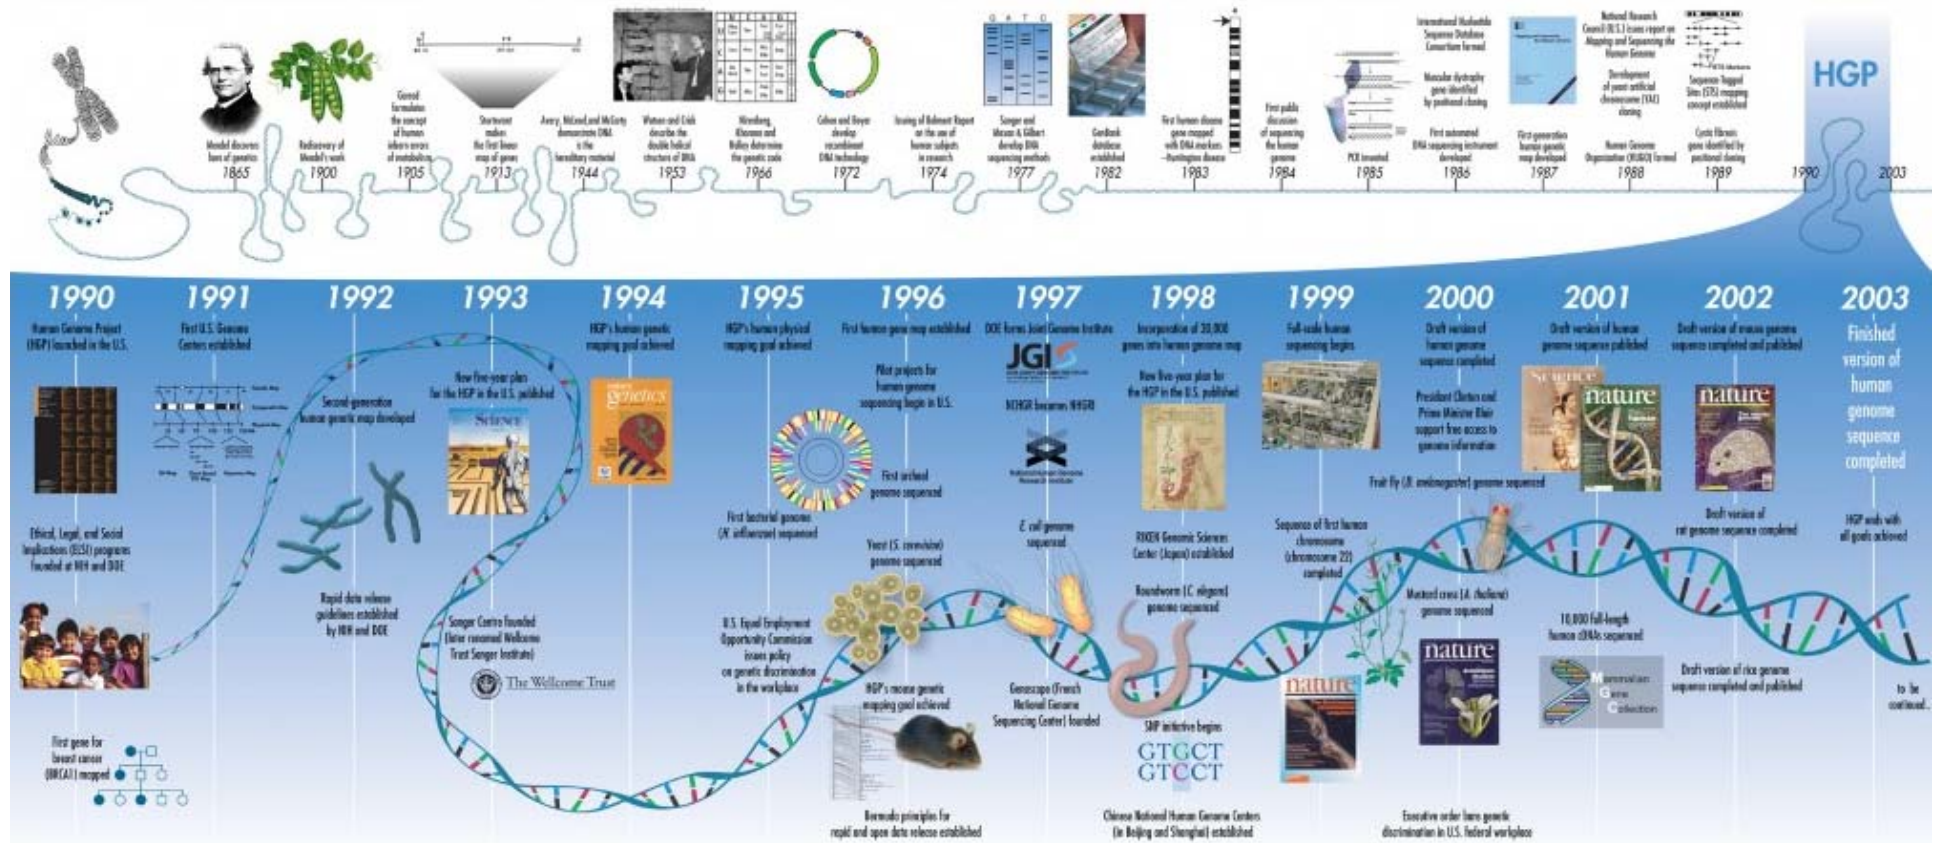 Mendel discovers
laws of genetics
1865
Rediscovery of
Mendel's work
1900
Garrod
formulates
the concept
of human
inborn errors
of metabolism
1905
Sturtevant
makes
the first linear
map of genes
1913
Avery, McLeod, and McCarty
demonstrate DNA
is the
hereditary material
1944
Watson and Crick
describe the
double helical
structure of DNA
1953
Nirenberg,
Khorana and
Holley determine
the genetic code
1966
Cohen and Boyer
develop
recombinant
DNA technology
1972
Issuing of Belmont Report
on the use of
human subjects
in research
1974
G A T C
Sanger and
Maxam & Gilbert
develop DNA
sequencing methods
1977
GenBank
database
established
1982
First human disease
gene mapped
with DNA markers
—Huntington disease
1983
First public
discussion
of sequencing
the human
genome
1984
PCR invented
1985
International Nucleotide
Sequence Database
Consortium formed
Muscular dystrophy
gene identified
by positional cloning
First automated
DNA sequencing instrument
developed
1986
First-generation
human genetic
map developed
1987
National Research
Council (U.S.) issues report on
Mapping and Sequencing the
Human Genome
Development
of yeast artificial
chromosome (YAC)
cloning
Human Genome
Organization (HUGO) formed
1988
STS Markers
Sequence-Tagged
Sites (STS) mapping
concept established
Cystic fibrosis
gene identified by
positional cloning
1989
HGP
1990
2003
1990
Human Genome Project
(HGP) launched in the U.S.
Ethical, Legal, and Social
Implications (ELSI) programs
founded at NIH and DOE
First gene for
breast cancer
(BRCA1) mapped
1991
First U.S. Genome
Centers established
1992
Second-generation
human genetic map developed
Rapid data release
guidelines established
by NIH and DOE
1993
New five-year plan
for the HGP in the U.S. published
SCIENCE
Sanger Centre founded
(later renamed Wellcome
Trust Sanger Institute)
The Wellcome Trust
1994
HGP's human genetic
mapping goal achieved
genetics
1995
HGP's human physical
mapping goal achieved
First bacterial genome
(H. influenzae) sequenced
U.S. Equal Employment
Opportunity Commission
issues policy
on genetic discrimination
in the workplace
1996
First human gene map established
Pilot projects for
human genome
sequencing begin in U.S.
First archaeal
genome sequenced
Yeast (S. cerevisiae)
genome sequenced
HGP's mouse genetic
mapping goal achieved
Bermuda principles for
rapid and open data release established
1997
DOE forms Joint Genome Institute
JGI
NCHGR becomes NHGRI
National Human Genome
Research Institute
E. coli genome
sequenced
Genoscope (French
National Genome
Sequencing Center) founded
1998
Incorporation of 30,000
genes into human genome map
New five-year plan for
the HGP in the U.S. published
RIKEN Genomic Sciences
Center (Japan) established
Roundworm (C. elegans)
genome sequenced
SNP initiative begins
GTGCT
GTCCT
Chinese National Human Genome Centers
(in Beijing and Shanghai) established
1999
Full-scale human
sequencing begins
Sequence of first human
chromosome
(chromosome 22)
completed
nature
2000
Draft version of
human genome
sequence completed
President Clinton and
Prime Minister Blair
support free access to
genome information
Fruit fly (D. melanogaster) genome sequenced
Mustard cress (A. thaliana)
genome sequenced
nature
Executive order bans genetic
discrimination in U.S. federal workplace
2001
Draft version of human
genome sequence published
Science
nature
10,000 full-length
human cDNAs sequenced
Mammalian
Gene
Collection
2002
Draft version of mouse genome
sequence completed and published
nature
Draft version of
rat genome sequence completed
Draft version of rice genome
sequence completed and published
2003
Finished
version of
human
genome
sequence
completed
HGP ends with
all goals achieved
to be
continued...